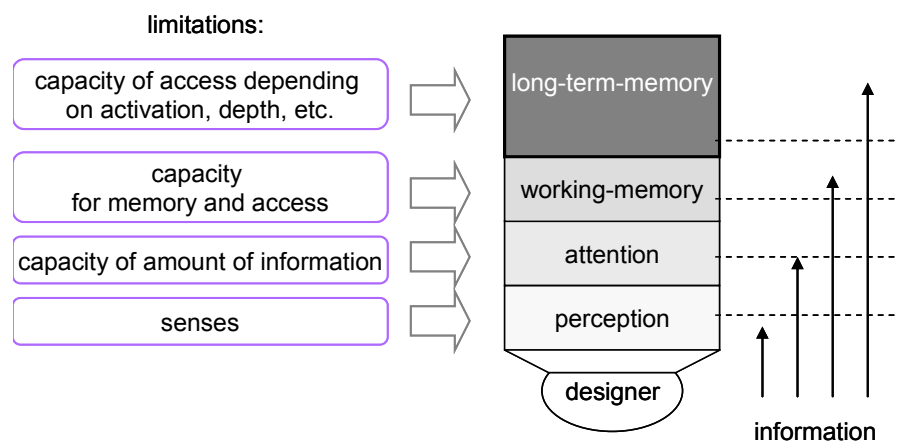 limitations:
capacity of access depending
on activation, depth, etc.
long-term-memory
capacity
for memory and access
working-memory
capacity of amount of information
attention
senses
perception
designer
information